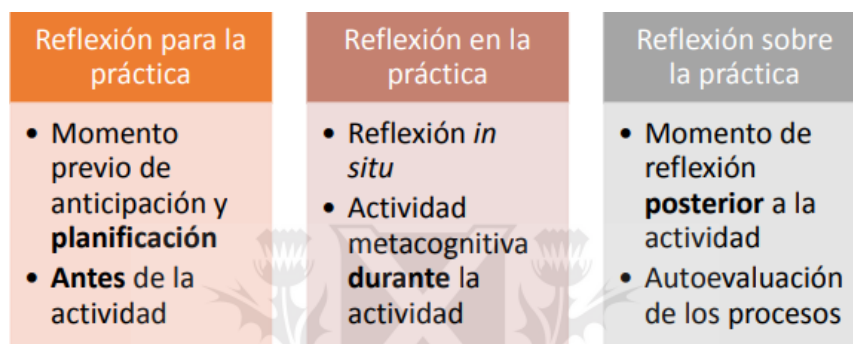 Reflexión para la
práctica
• Momento
previo de
anticipación y
planificación
• Antes de la
actividad
Reflexión en la
práctica
• Reflexión in
situ
• Actividad
metacognitiva
durante la
actividad
Reflexión sobre
la práctica
• Momento de
reflexión
posterior a la
actividad
• Autoevaluación
de los procesos